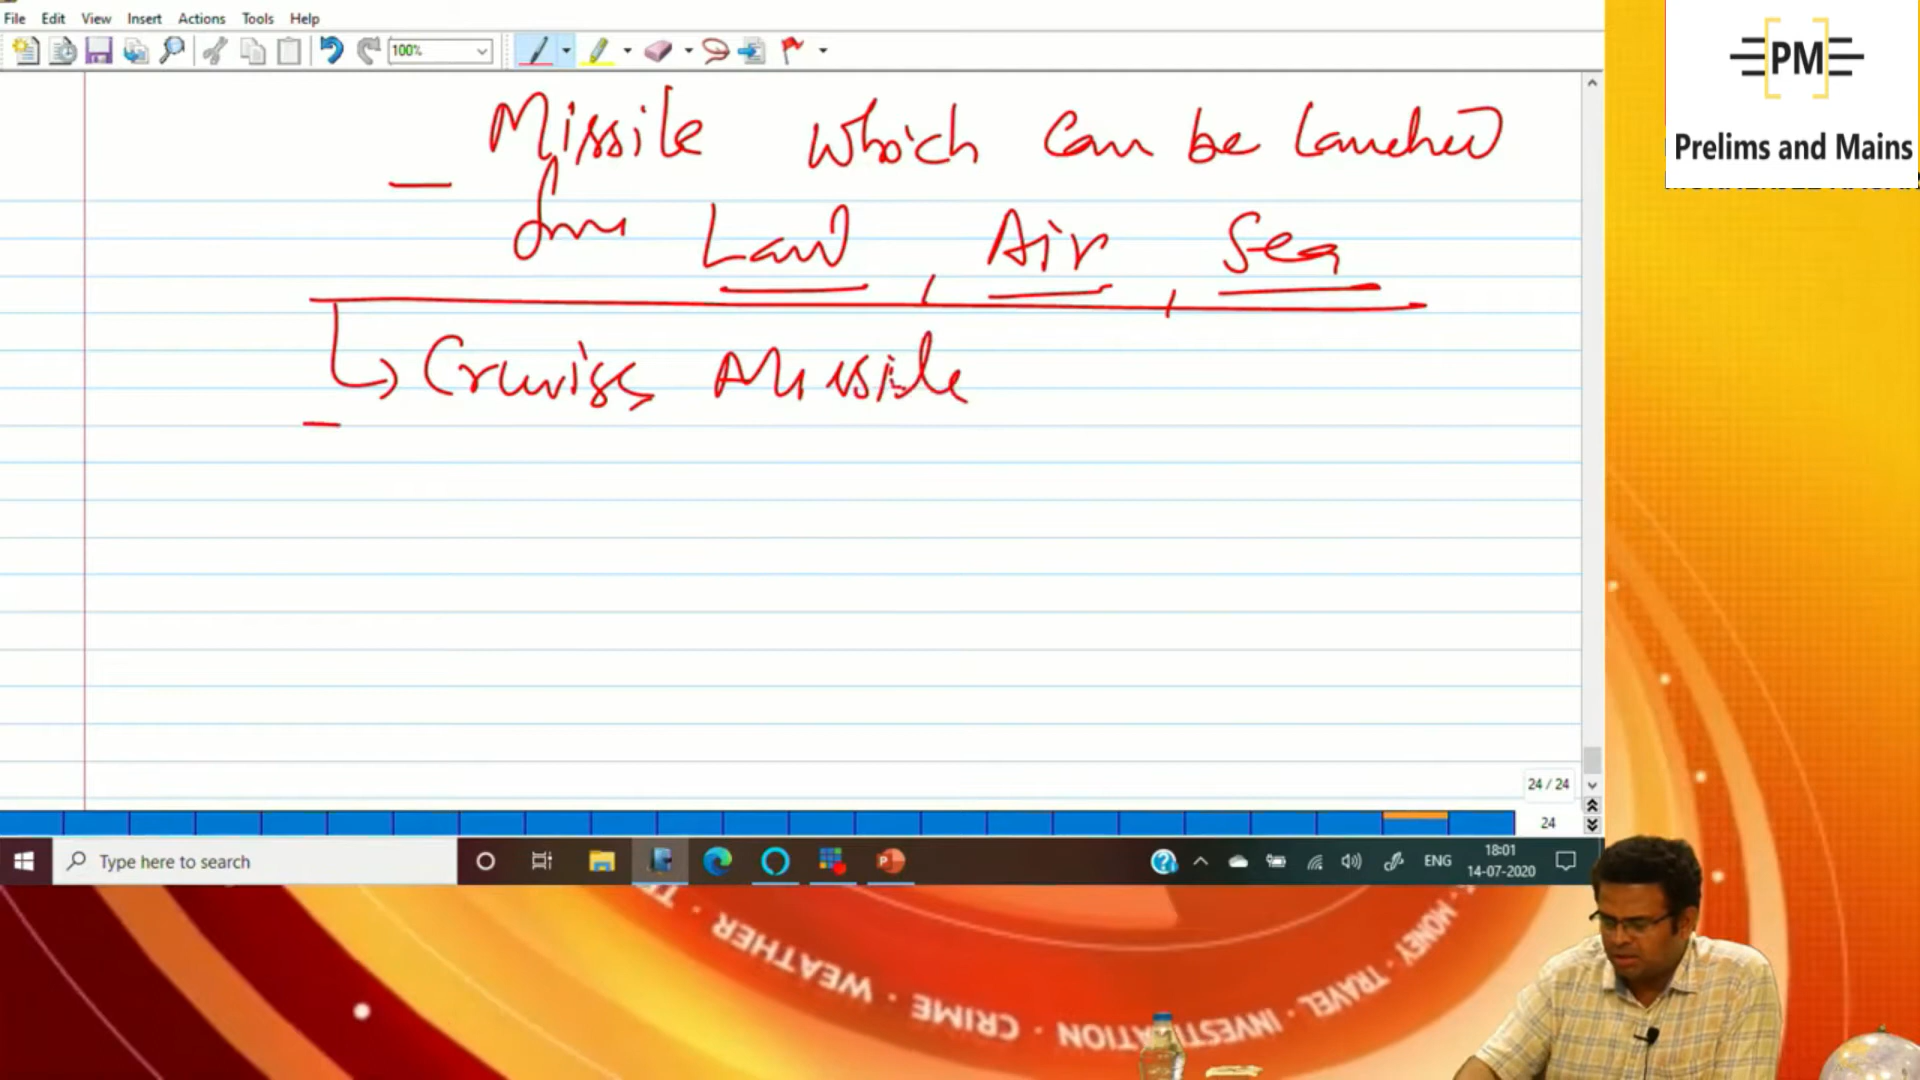 File Edit View Insert Actions Tools Help
100%
[PM]
Prelims and Mains
Missile which can be Launched
from Land, Air, Sea
Cruise Missile
24 / 24
24
Type here to search
ENG
18:01
14-07-2020
WEATHER · CRIME · INVESTIGATION · TRAVEL · MONEY